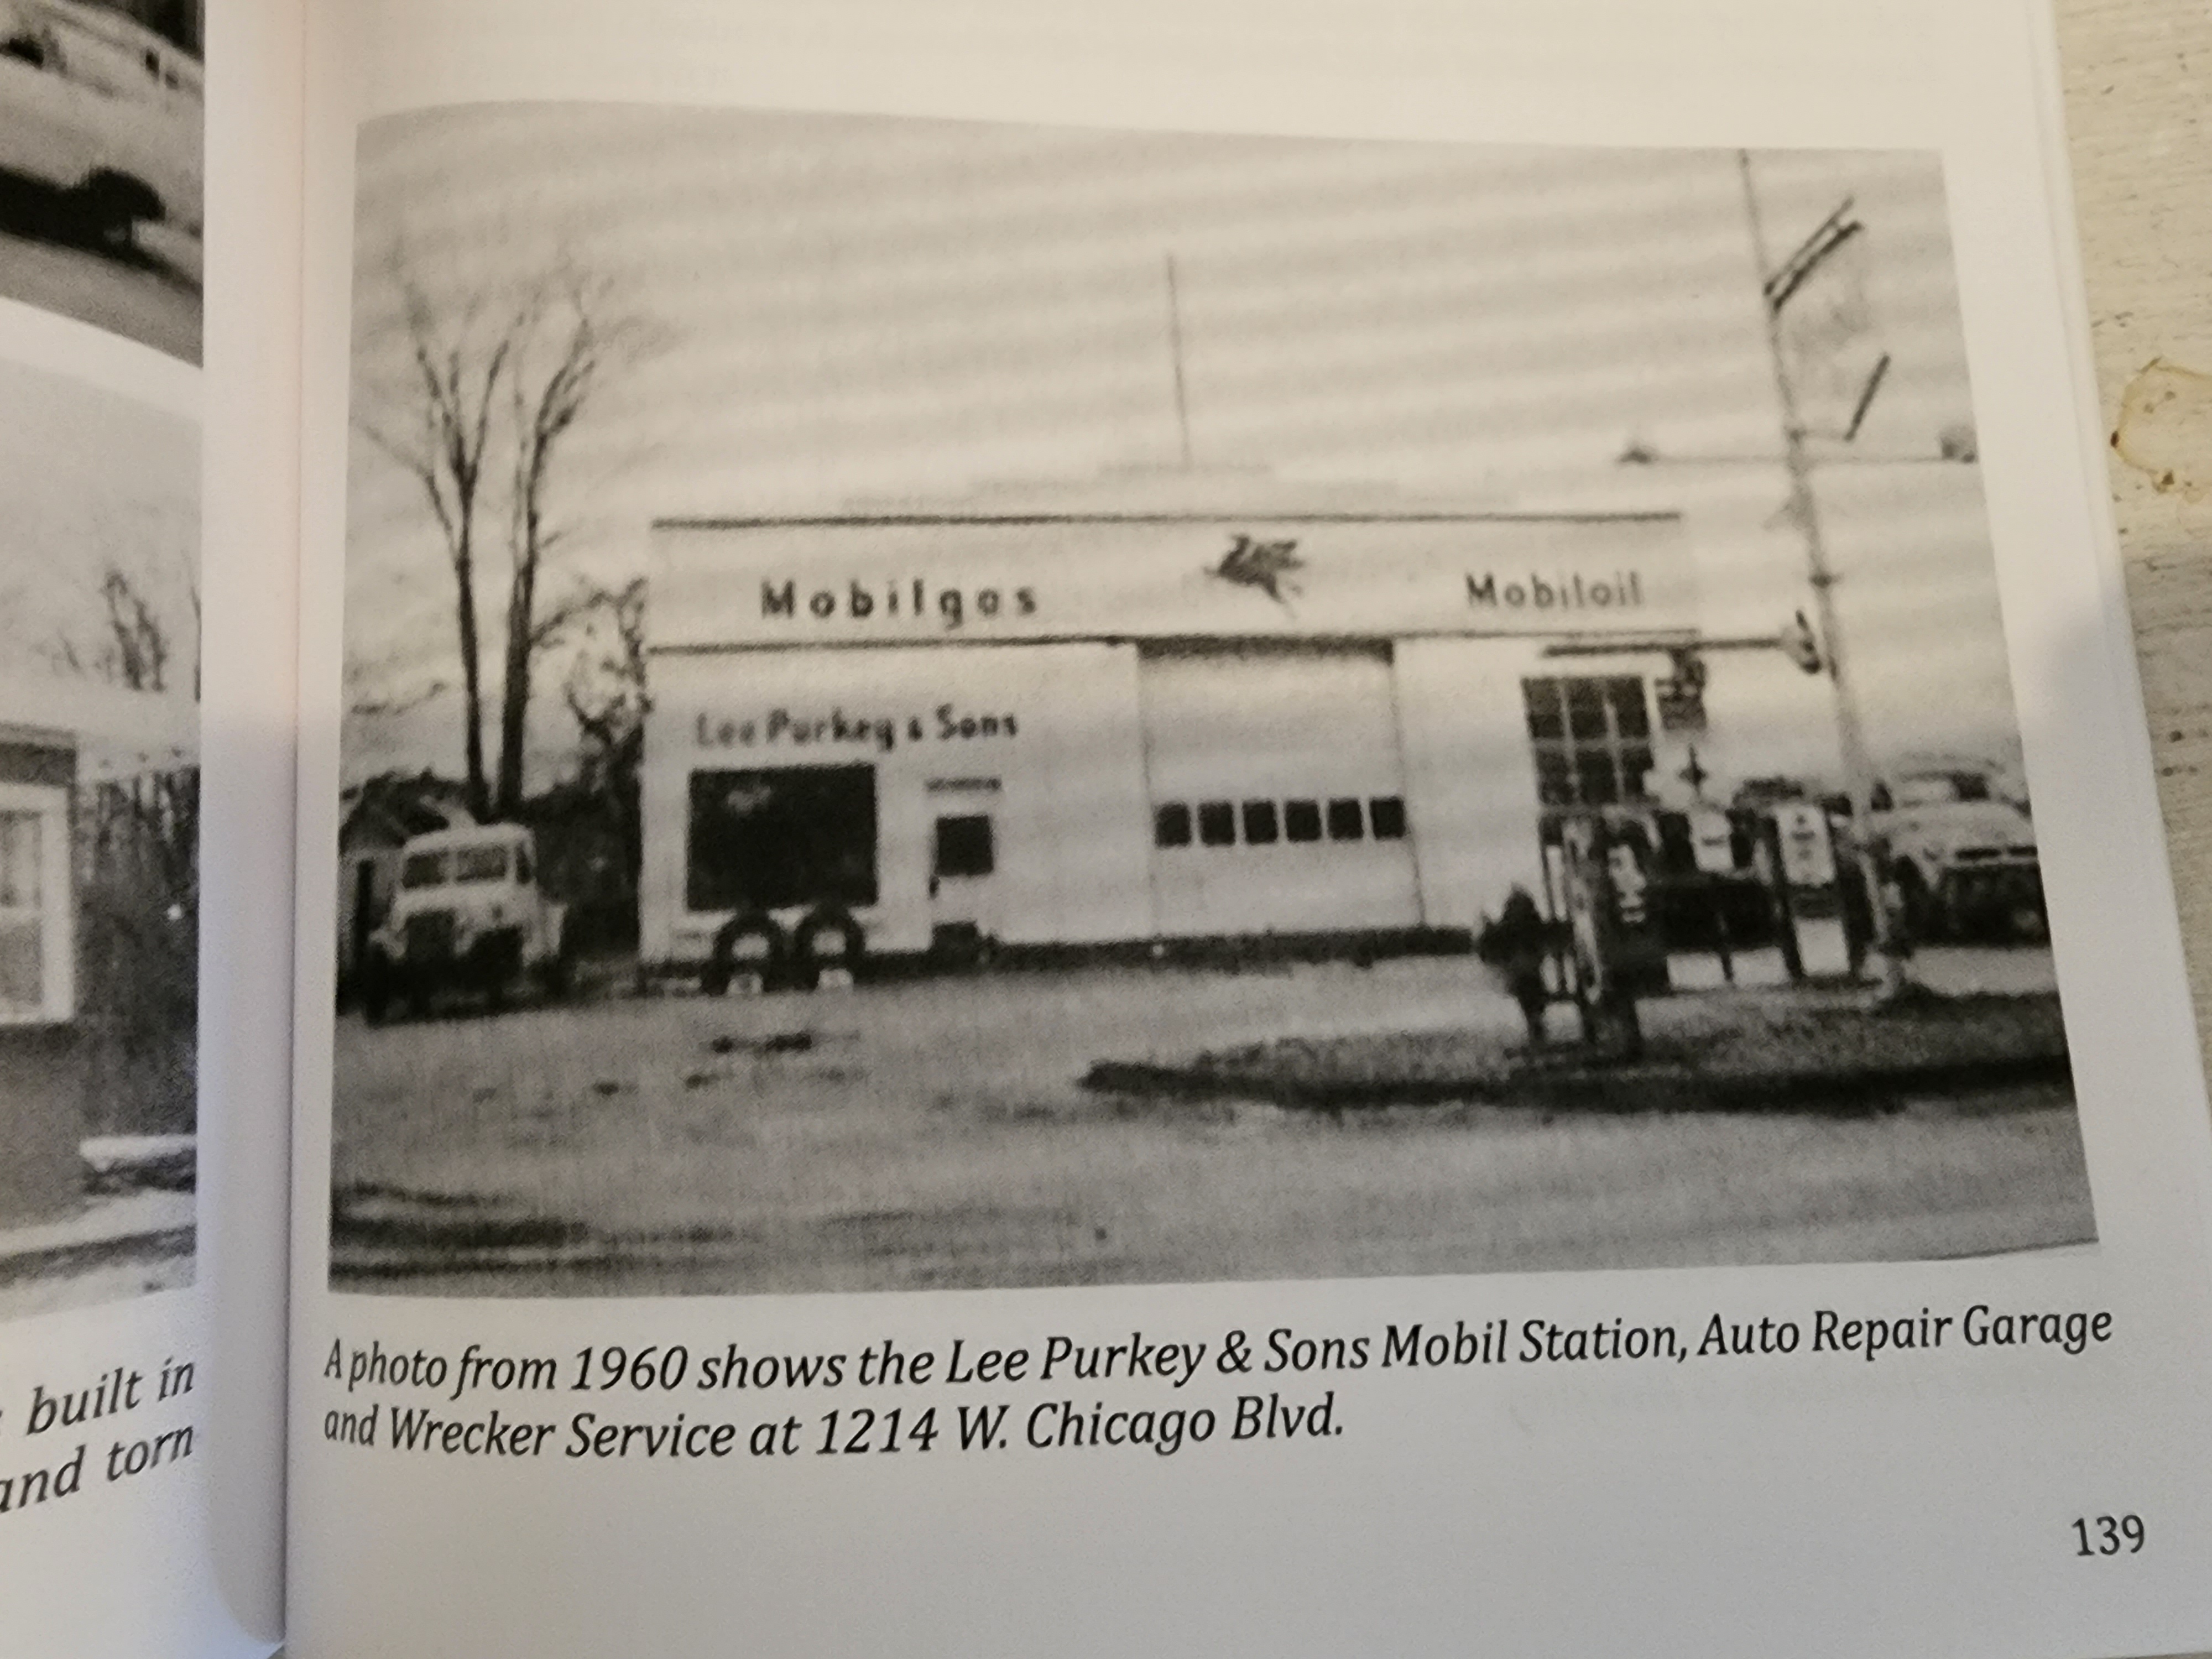 built in
and torn
Mobilgas
Mobiloil
Lee Purkey & Sons
A photo from 1960 shows the Lee Purkey & Sons Mobil Station, Auto Repair Garage
and Wrecker Service at 1214 W. Chicago Blvd.
139